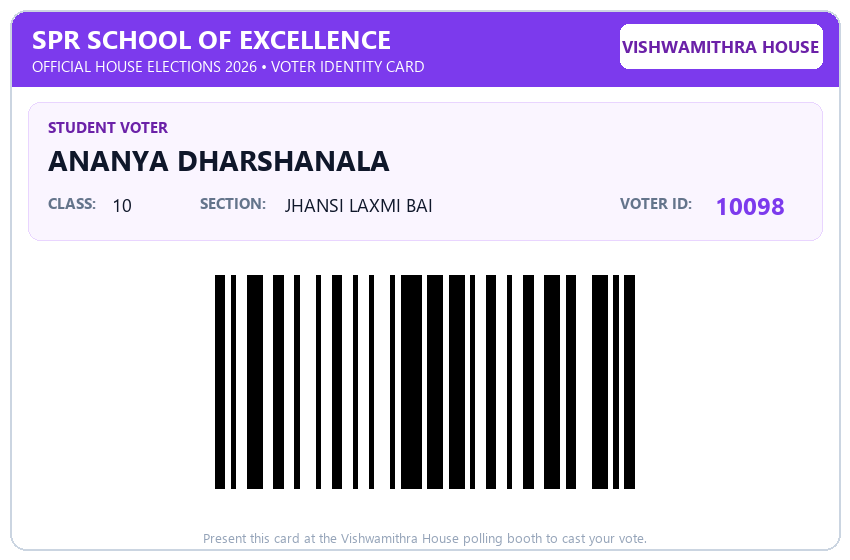 SPR SCHOOL OF EXCELLENCE
OFFICIAL HOUSE ELECTIONS 2026 • VOTER IDENTITY CARD
VISHWAMITHRA HOUSE
STUDENT VOTER
ANANYA DHARSHANALA
CLASS: 10 SECTION: JHANSI LAXMI BAI VOTER ID: 10098
Present this card at the Vishwamithra House polling booth to cast your vote.